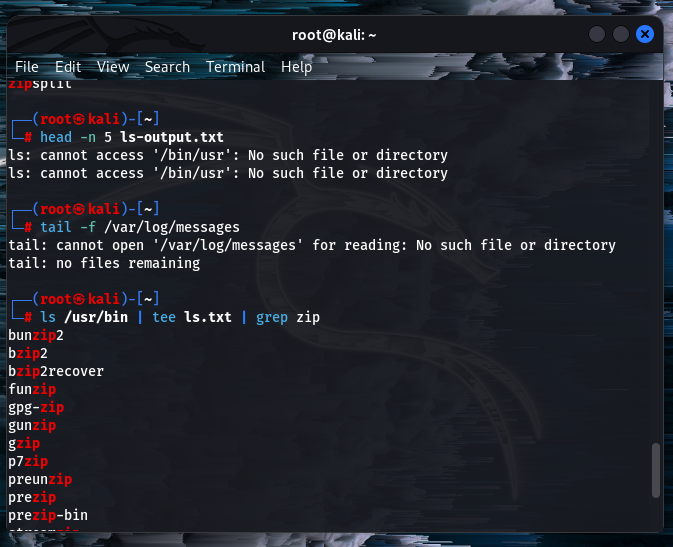 root@kali: ~
File Edit View Search Terminal Help
zipsplit
┌──(root㉿kali)-[~]
└─# head -n 5 ls-output.txt
ls: cannot access '/bin/usr': No such file or directory
ls: cannot access '/bin/usr': No such file or directory
┌──(root㉿kali)-[~]
└─# tail -f /var/log/messages
tail: cannot open '/var/log/messages' for reading: No such file or directory
tail: no files remaining
┌──(root㉿kali)-[~]
└─# ls /usr/bin | tee ls.txt | grep zip
bunzip2
bzip2
bzip2recover
funzip
gpg-zip
gunzip
gzip
p7zip
preunzip
prezip
prezip-bin